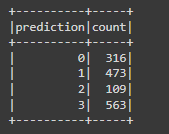 +----------+-----+
|prediction|count|
+----------+-----+
|         0|  316|
|         1|  473|
|         2|  109|
|         3|  563|
+----------+-----+